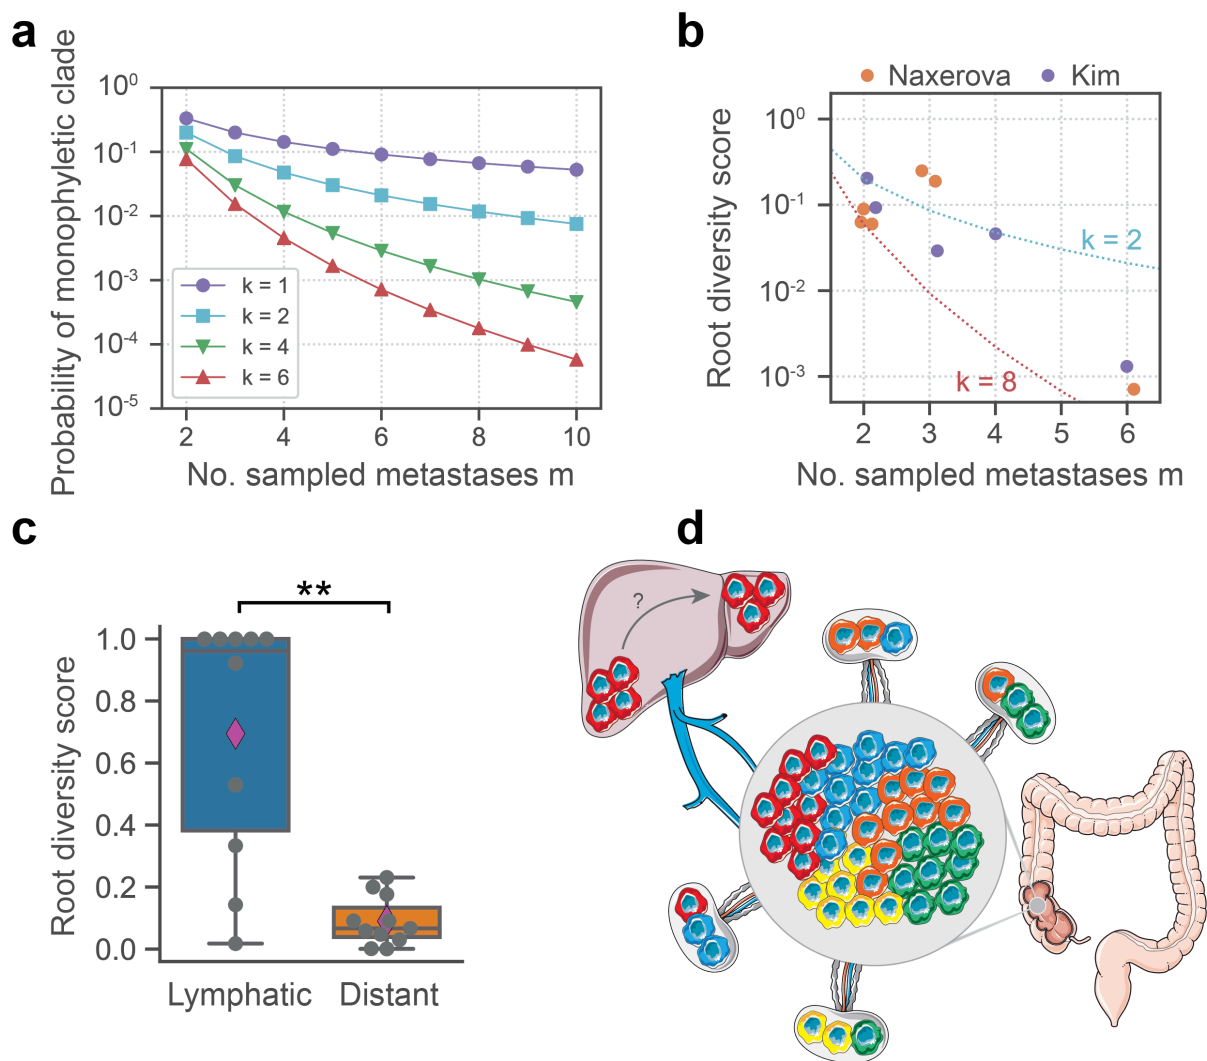 a
Probability of monophyletic clade
10^0
10^-1
10^-2
10^-3
10^-4
10^-5
k = 1
k = 2
k = 4
k = 6
2 4 6 8 10
No. sampled metastases m
b
Naxerova Kim
Root diversity score
10^0
10^-1
10^-2
10^-3
k = 2
k = 8
2 3 4 5 6
No. sampled metastases m
c
**
Root diversity score
1.0
0.8
0.6
0.4
0.2
0.0
Lymphatic Distant
d
?